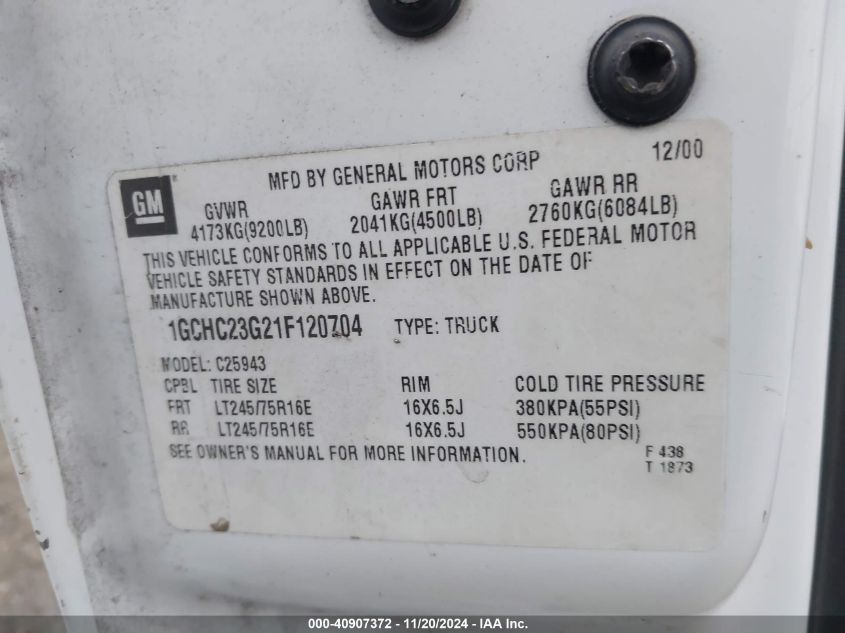 12/00
MFD BY GENERAL MOTORS CORP
GM
GVWR GAWR FRT GAWR RR
4173KG(9200LB) 2041KG(4500LB) 2760KG(6084LB)
THIS VEHICLE CONFORMS TO ALL APPLICABLE U.S. FEDERAL MOTOR
VEHICLE SAFETY STANDARDS IN EFFECT ON THE DATE OF
MANUFACTURE SHOWN ABOVE.
1GCHC23G21F120704 TYPE: TRUCK
MODEL: C25943
CPBL TIRE SIZE RIM COLD TIRE PRESSURE
FRT LT245/75R16E 16X6.5J 380KPA(55PSI)
RR LT245/75R16E 16X6.5J 550KPA(80PSI)
SEE OWNER'S MANUAL FOR MORE INFORMATION.
F 438
T 1873
000-40907372 - 11/20/2024 - IAA Inc.